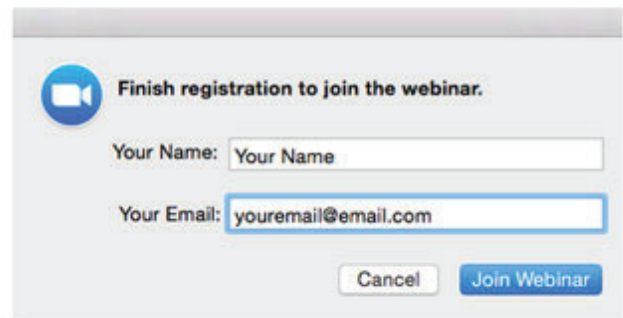 Finish registration to join the webinar.
Your Name: Your Name
Your Email: youremail@email.com
Cancel Join Webinar